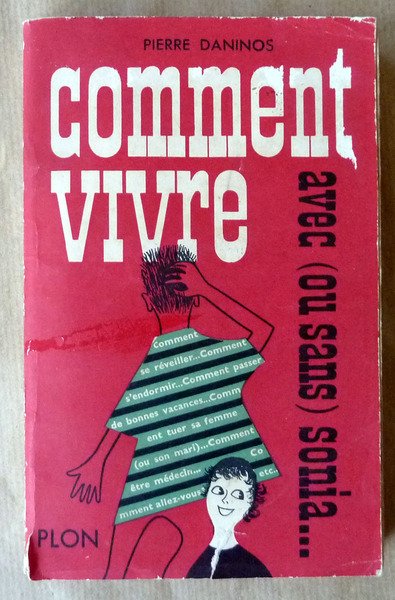 PIERRE DANINOS
comment
vivre
avec (ou sans) sonia...
Comment
se réveiller...Comment
s'endormir...Comment passer
de bonnes vacances...Comm
ent tuer sa femme
(ou son mari)...Comment
être médecin... Co
mment allez-vous? etc..
PLON